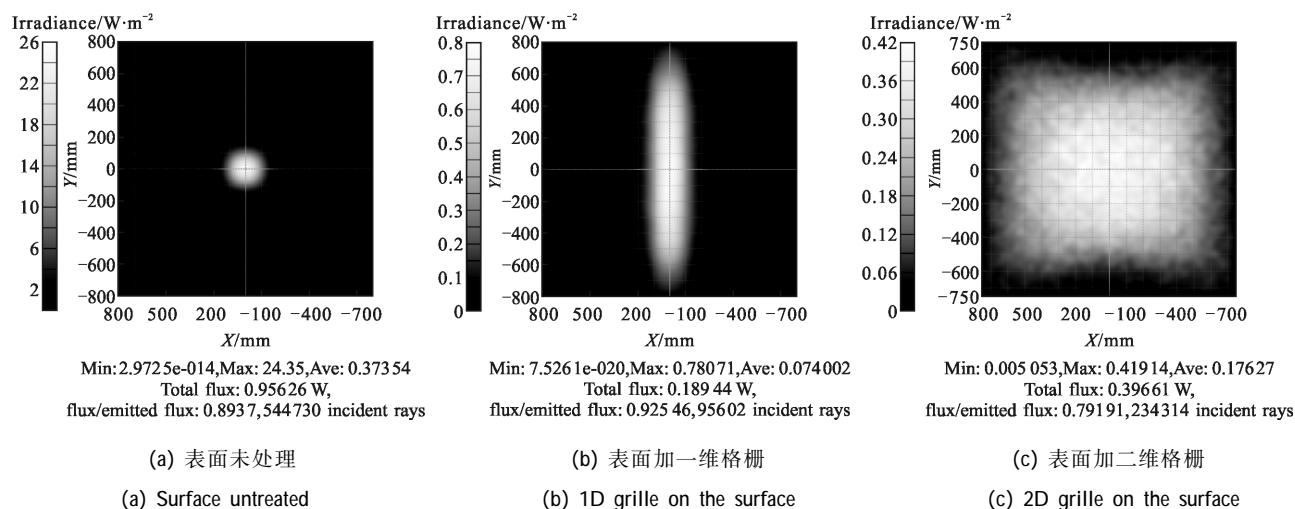 Irradiance/W·m−2
26
22
18
14
10
6
2
800
600
400
200
0
−200
−400
−600
−800
Y/mm
800 500 200 −100 −400 −700
X/mm
Min:2.9725e-014,Max: 24.35,Ave: 0.37354
Total flux: 0.95626 W,
flux/emitted flux: 0.8937,544730 incident rays
(a) 表面未处理
(a) Surface untreated
Irradiance/W·m−2
0.8
0.7
0.6
0.5
0.4
0.3
0.2
0.1
0
800
600
400
200
0
−200
−400
−600
−800
Y/mm
800 500 200 −100 −400 −700
X/mm
Min:7.5261e-020,Max: 0.78071,Ave: 0.074002
Total flux: 0.18944 W,
flux/emitted flux: 0.92546,95602 incident rays
(b) 表面加一维格栅
(b) 1D grille on the surface
Irradiance/W·m−2
0.42
0.36
0.30
0.24
0.18
0.12
0.06
0
750
600
400
200
0
−200
−400
−600
−750
Y/mm
800 500 200 −100 −400 −700
X/mm
Min:0.005 053,Max: 0.41914,Ave: 0.17627
Total flux: 0.39661 W,
flux/emitted flux: 0.79191,234314 incident rays
(c) 表面加二维格栅
(c) 2D grille on the surface